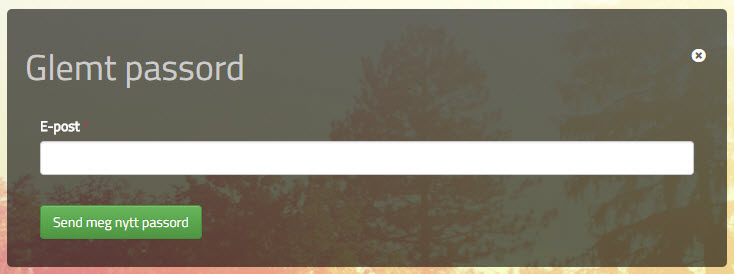 Glemt passord
E-post *
Send meg nytt passord